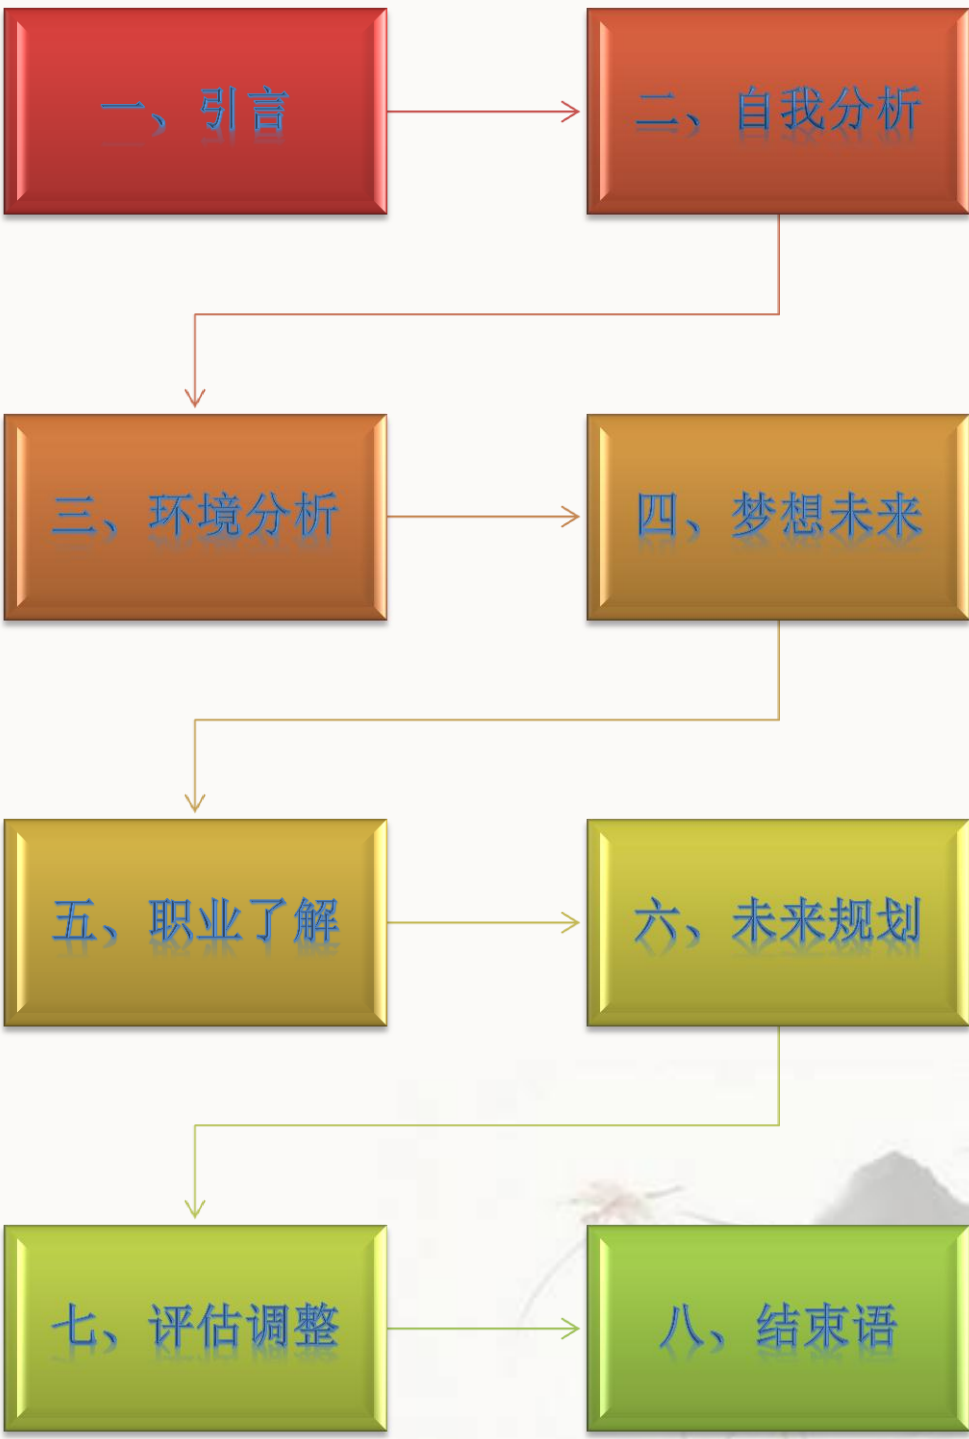 一、引言
二、自我分析
三、环境分析
四、梦想未来
五、职业了解
六、未来规划
七、评估调整
八、结束语